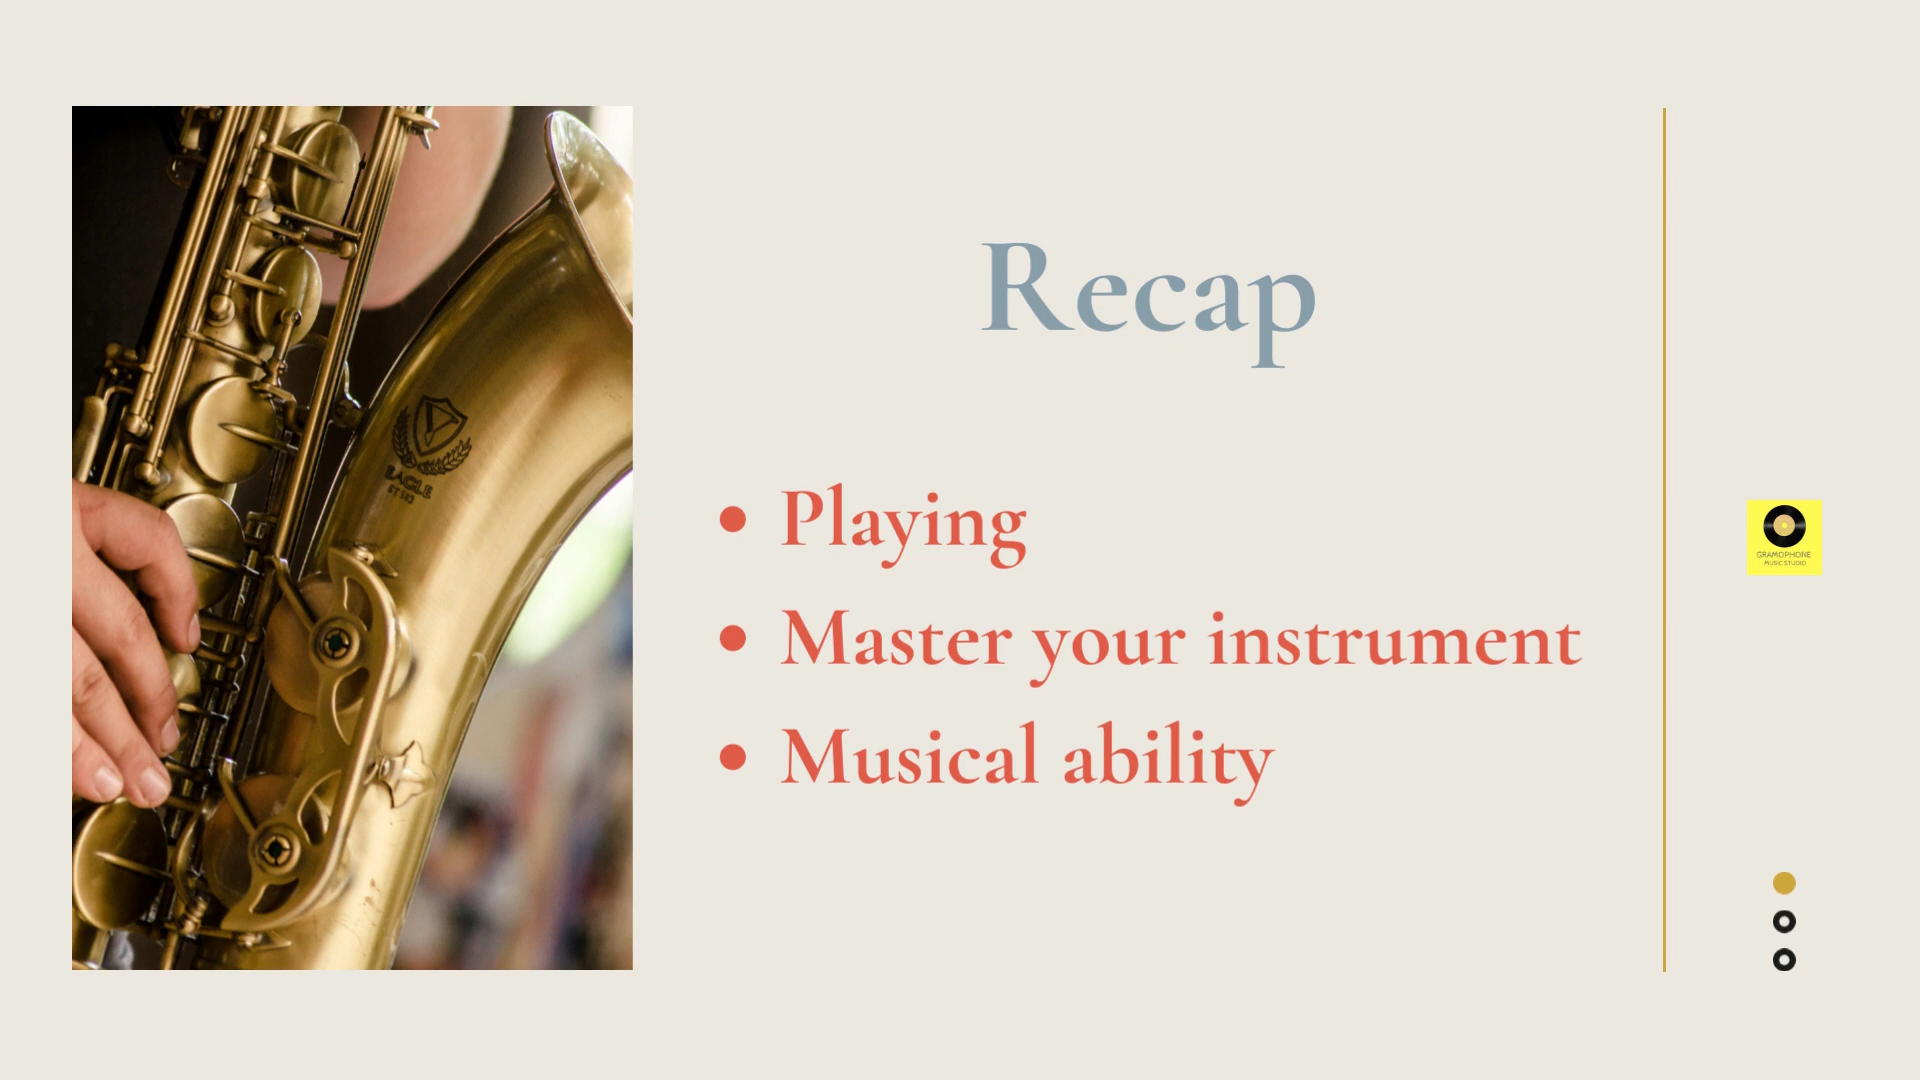 Recap
• Playing
• Master your instrument
• Musical ability
EAGLE
GRAMOPHONE
MUSIC STUDIO